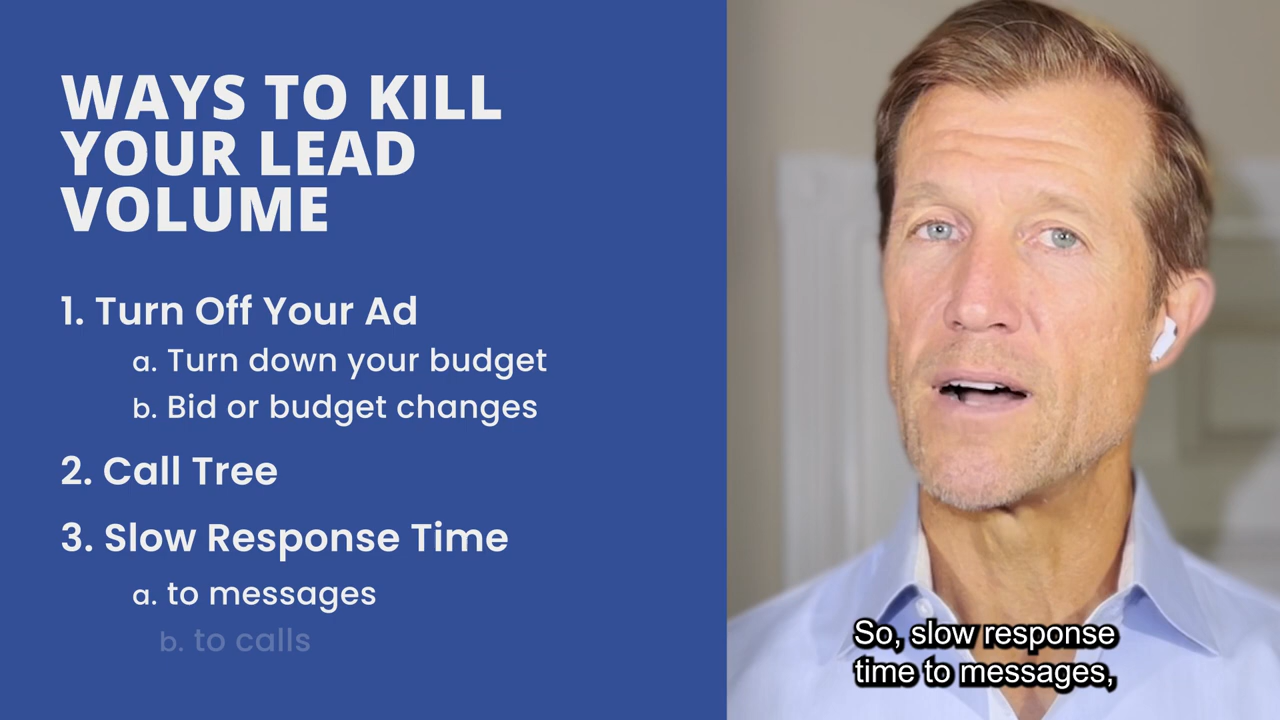 WAYS TO KILL
YOUR LEAD
VOLUME
1. Turn Off Your Ad
a. Turn down your budget
b. Bid or budget changes
2. Call Tree
3. Slow Response Time
a. to messages
b. to calls
So, slow response
time to messages,